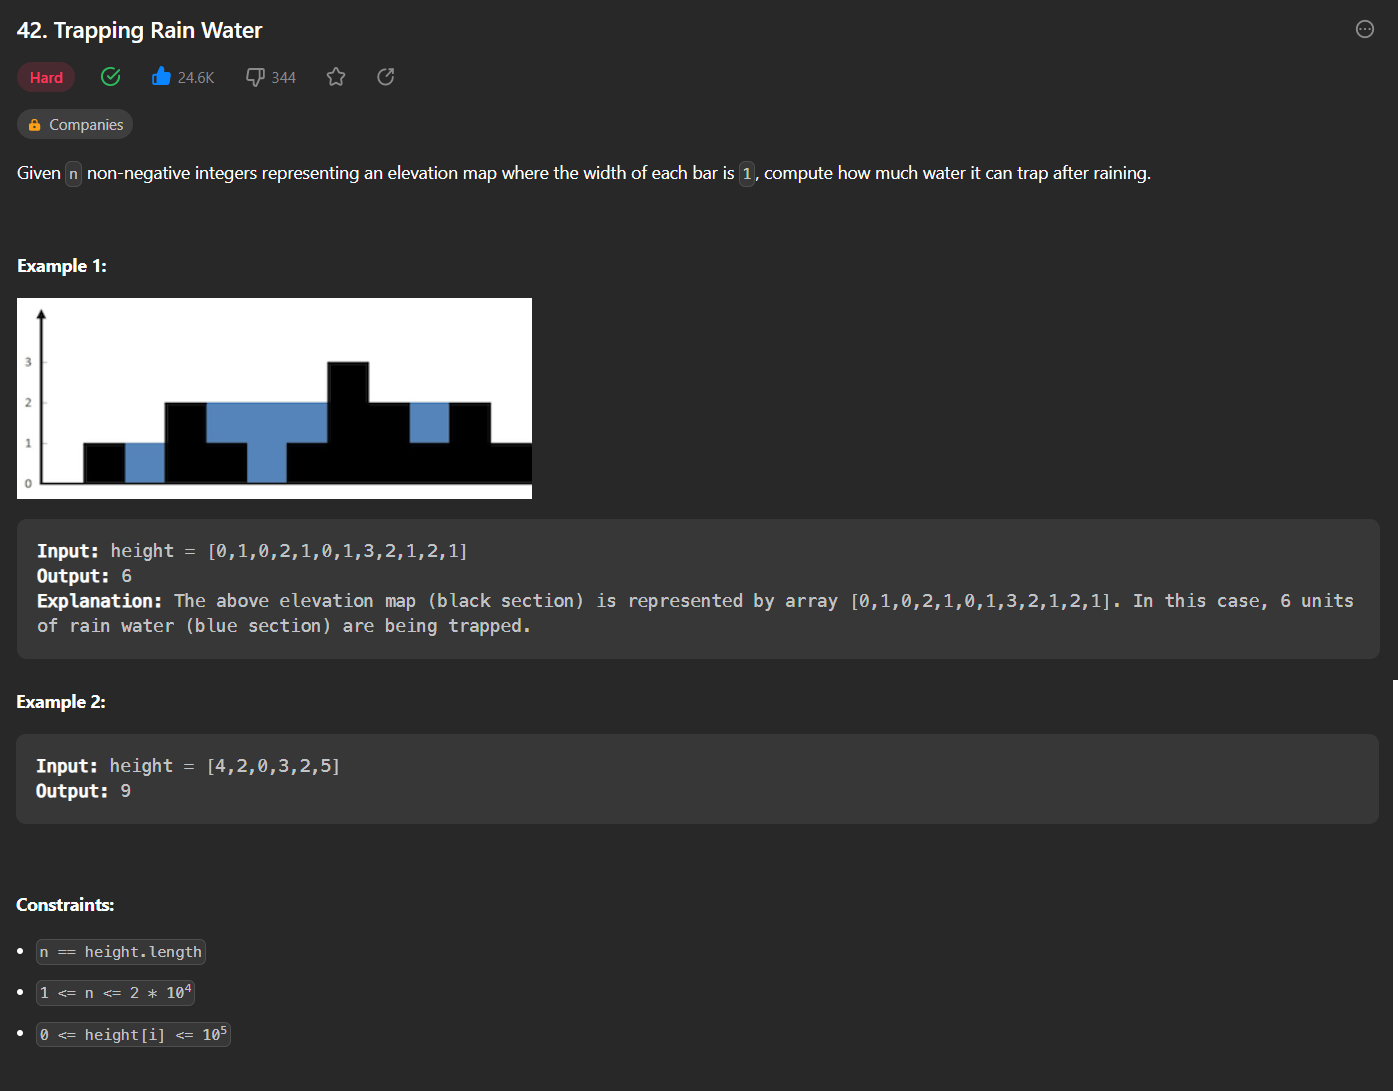 42. Trapping Rain Water
Hard 24.6K 344
Companies
Given n non-negative integers representing an elevation map where the width of each bar is 1, compute how much water it can trap after raining.
Example 1:
3
2
1
0
Input: height = [0,1,0,2,1,0,1,3,2,1,2,1]
Output: 6
Explanation: The above elevation map (black section) is represented by array [0,1,0,2,1,0,1,3,2,1,2,1]. In this case, 6 units
of rain water (blue section) are being trapped.
Example 2:
Input: height = [4,2,0,3,2,5]
Output: 9
Constraints:
• n == height.length
• 1 <= n <= 2 * 10⁴
• 0 <= height[i] <= 10⁵